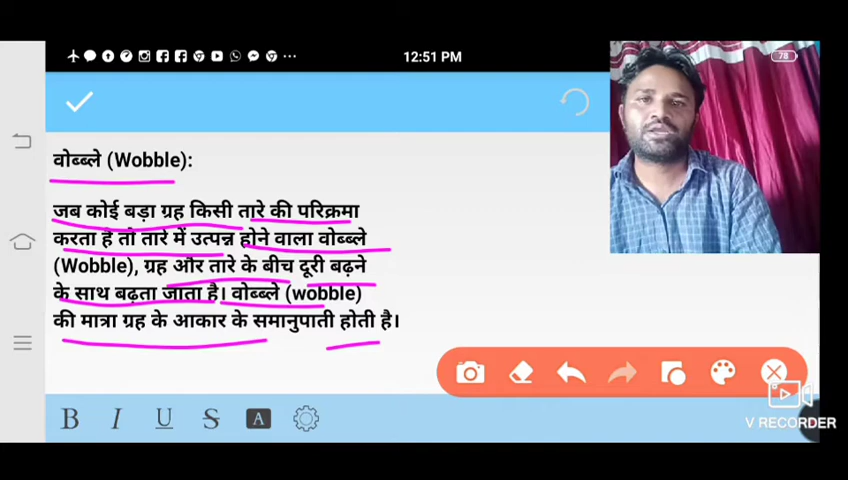 12:51 PM
78
वोब्ब्ले (Wobble):
जब कोई बड़ा ग्रह किसी तारे की परिक्रमा
करता है तो तारे में उत्पन्न होने वाला वोब्ब्ले
(Wobble), ग्रह और तारे के बीच दूरी बढ़ने
के साथ बढ़ता जाता है। वोब्ब्ले (wobble)
की मात्रा ग्रह के आकार के समानुपाती होती है।
B I U S A
V RECORDER